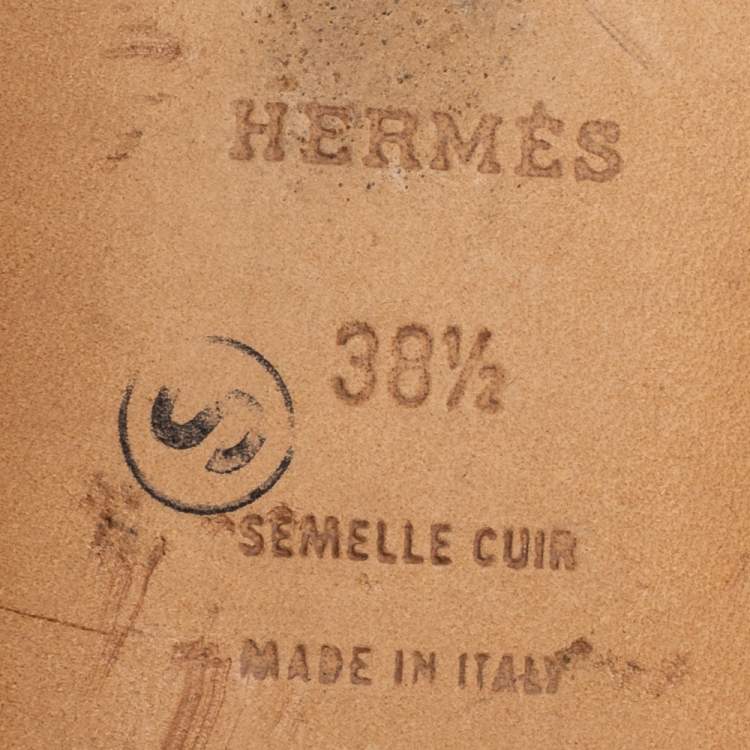 HERMÈS
38½
SEMELLE CUIR
MADE IN ITALY